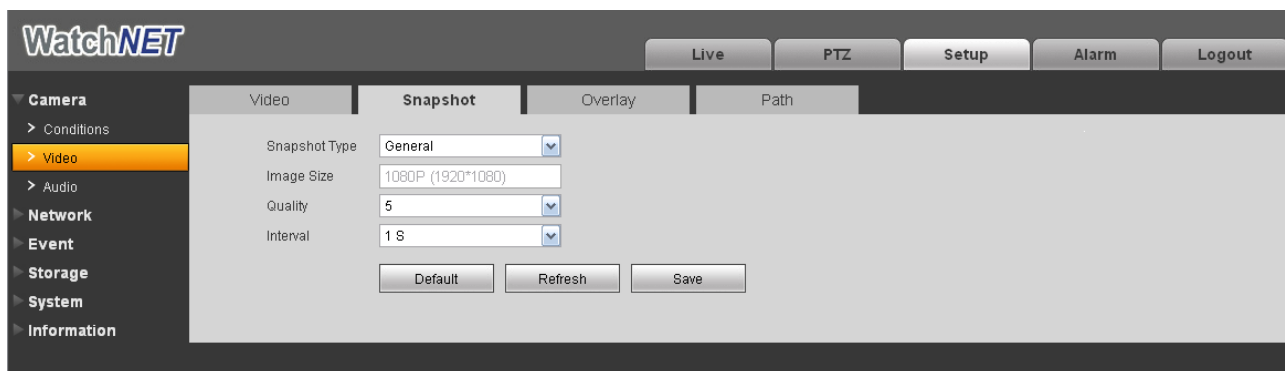 WatchNET
Live PTZ Setup Alarm Logout
Camera
> Conditions
> Video
> Audio
Network
Event
Storage
System
Information
Video Snapshot Overlay Path
Snapshot Type General
Image Size 1080P (1920*1080)
Quality 5
Interval 1 S
Default Refresh Save